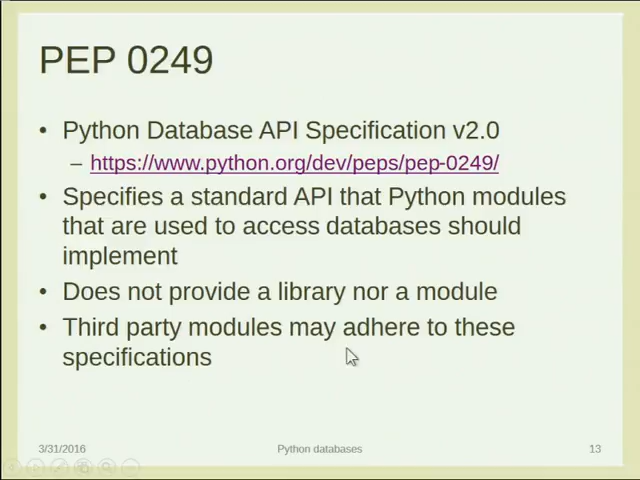 PEP 0249
• Python Database API Specification v2.0
– https://www.python.org/dev/peps/pep-0249/
• Specifies a standard API that Python modules
that are used to access databases should
implement
• Does not provide a library nor a module
• Third party modules may adhere to these
specifications
3/31/2016 Python databases 13